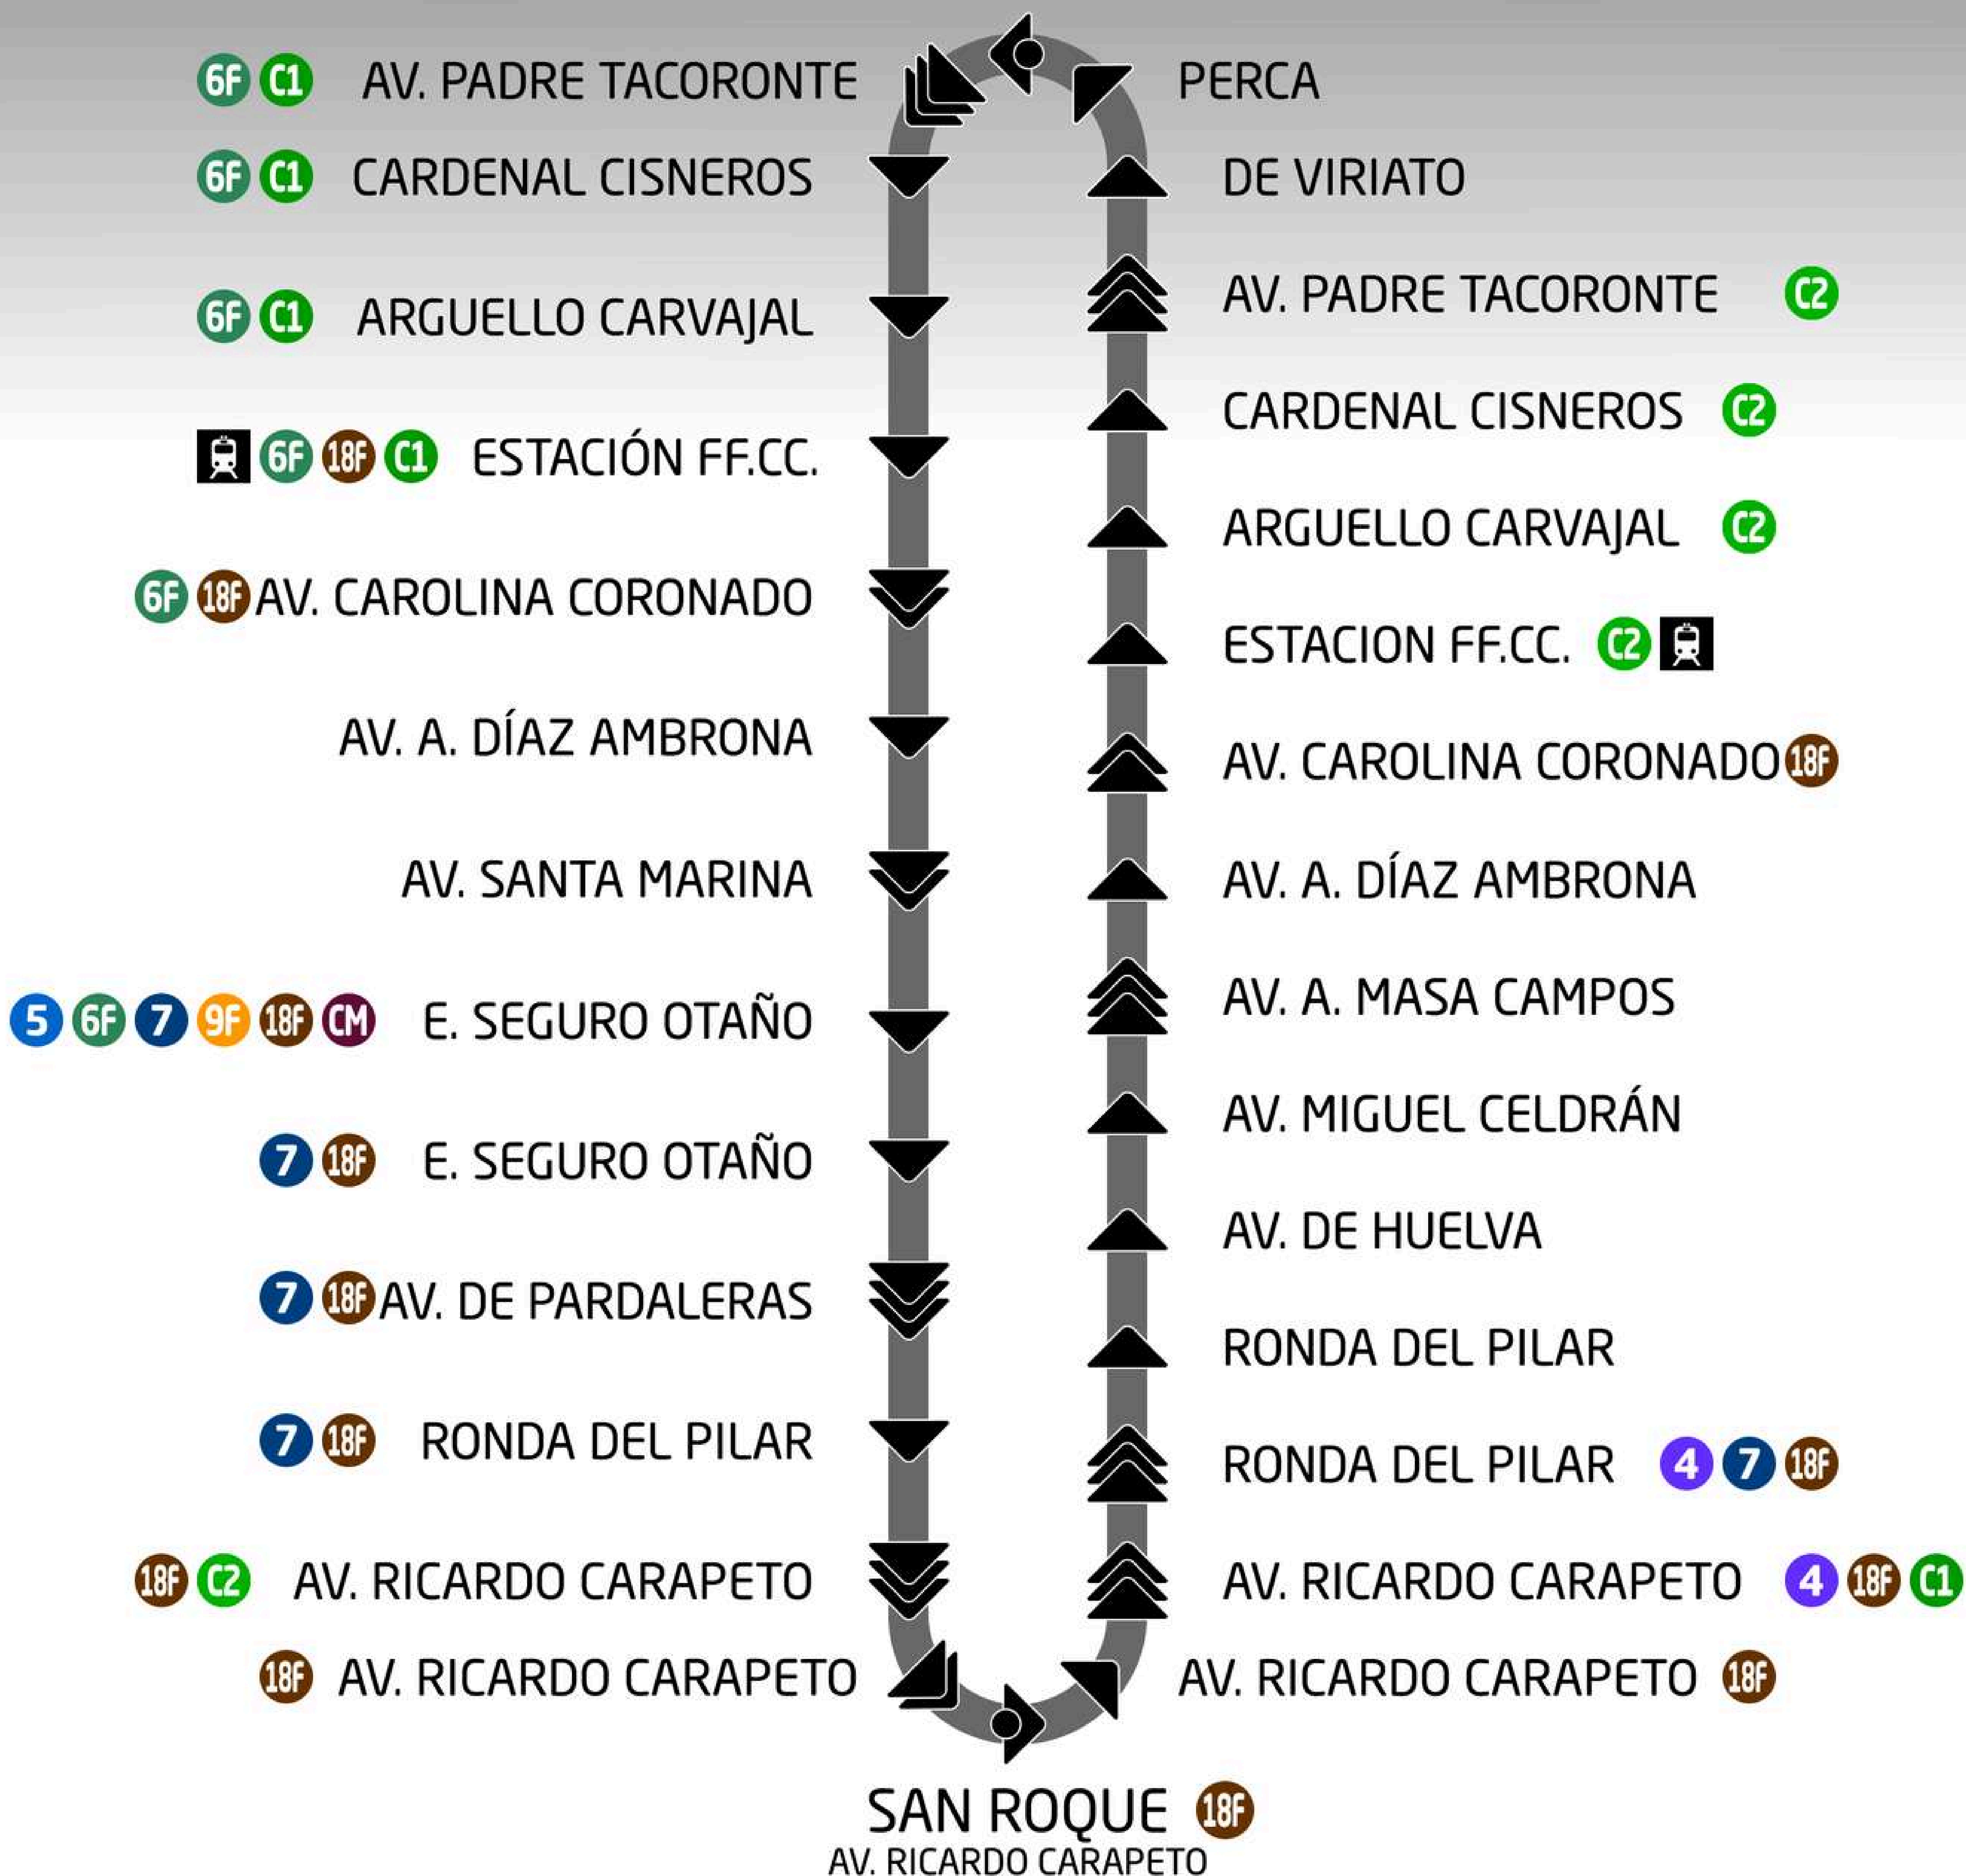 6F C1 AV. PADRE TACORONTE
6F C1 CARDENAL CISNEROS
6F C1 ARGUELLO CARVAJAL
6F 18F C1 ESTACIÓN FF.CC.
6F 18F AV. CAROLINA CORONADO
AV. A. DÍAZ AMBRONA
AV. SANTA MARINA
5 6F 7 9F 18F CM E. SEGURO OTAÑO
7 18F E. SEGURO OTAÑO
7 18F AV. DE PARDALERAS
7 18F RONDA DEL PILAR
18F C2 AV. RICARDO CARAPETO
18F AV. RICARDO CARAPETO
PERCA
DE VIRIATO
AV. PADRE TACORONTE C2
CARDENAL CISNEROS C2
ARGUELLO CARVAJAL C2
ESTACION FF.CC. C2
AV. CAROLINA CORONADO 18F
AV. A. DÍAZ AMBRONA
AV. A. MASA CAMPOS
AV. MIGUEL CELDRÁN
AV. DE HUELVA
RONDA DEL PILAR
RONDA DEL PILAR 4 7 18F
AV. RICARDO CARAPETO 4 18F C1
AV. RICARDO CARAPETO 18F
SAN ROQUE 18F
AV. RICARDO CARAPETO